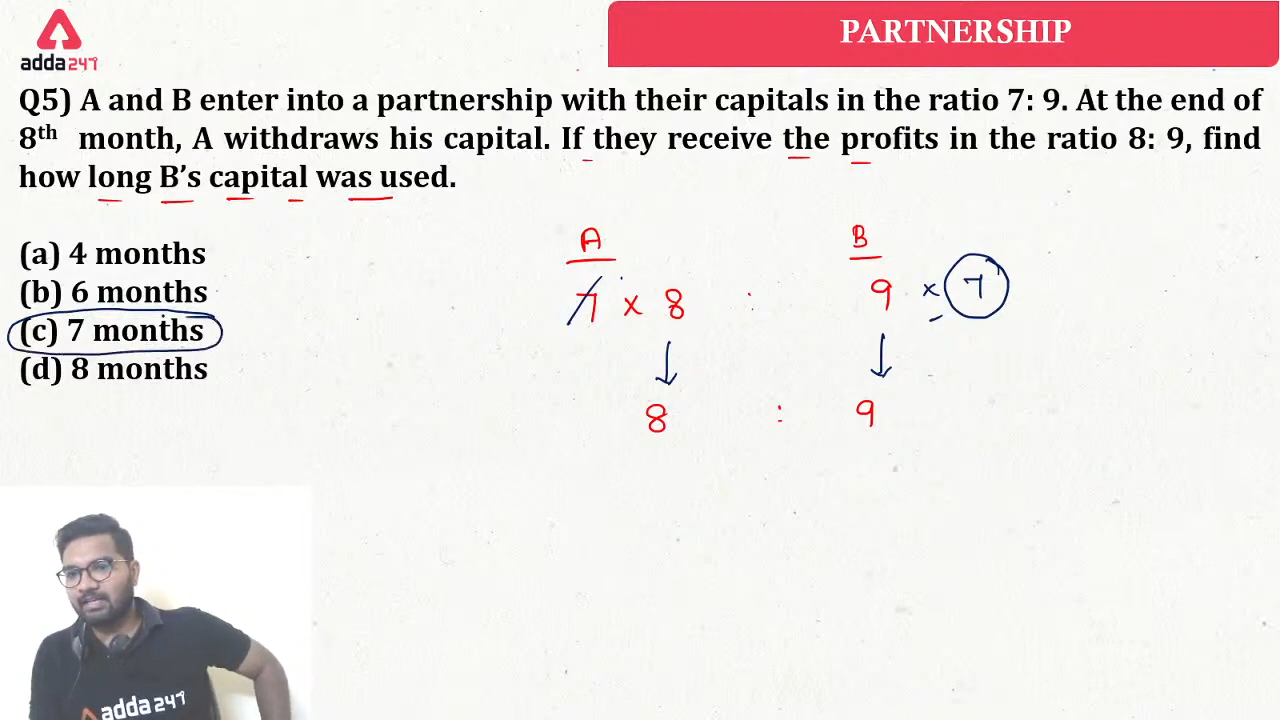 PARTNERSHIP
adda247
Q5) A and B enter into a partnership with their capitals in the ratio 7: 9. At the end of
8th month, A withdraws his capital. If they receive the profits in the ratio 8: 9, find
how long B's capital was used.
(a) 4 months
(b) 6 months
(c) 7 months
(d) 8 months
A B
7 × 8 : 9 × 7
8 : 9
adda247